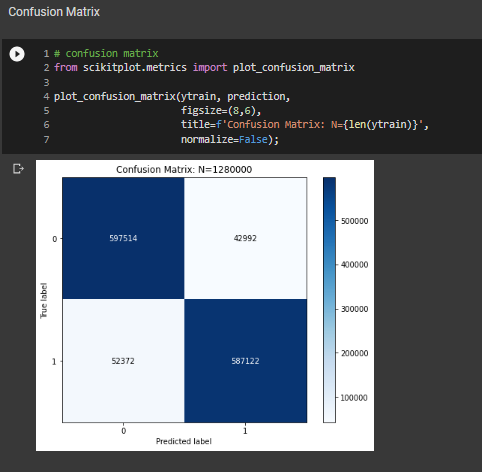 Confusion Matrix
1 # confusion matrix
2 from scikitplot.metrics import plot_confusion_matrix
3
4 plot_confusion_matrix(ytrain, prediction,
5 figsize=(8,6),
6 title=f'Confusion Matrix: N={len(ytrain)}',
7 normalize=False);
Confusion Matrix: N=1280000
0
597514
42992
1
52372
587122
0
1
True label
Predicted label
500000
400000
300000
200000
100000